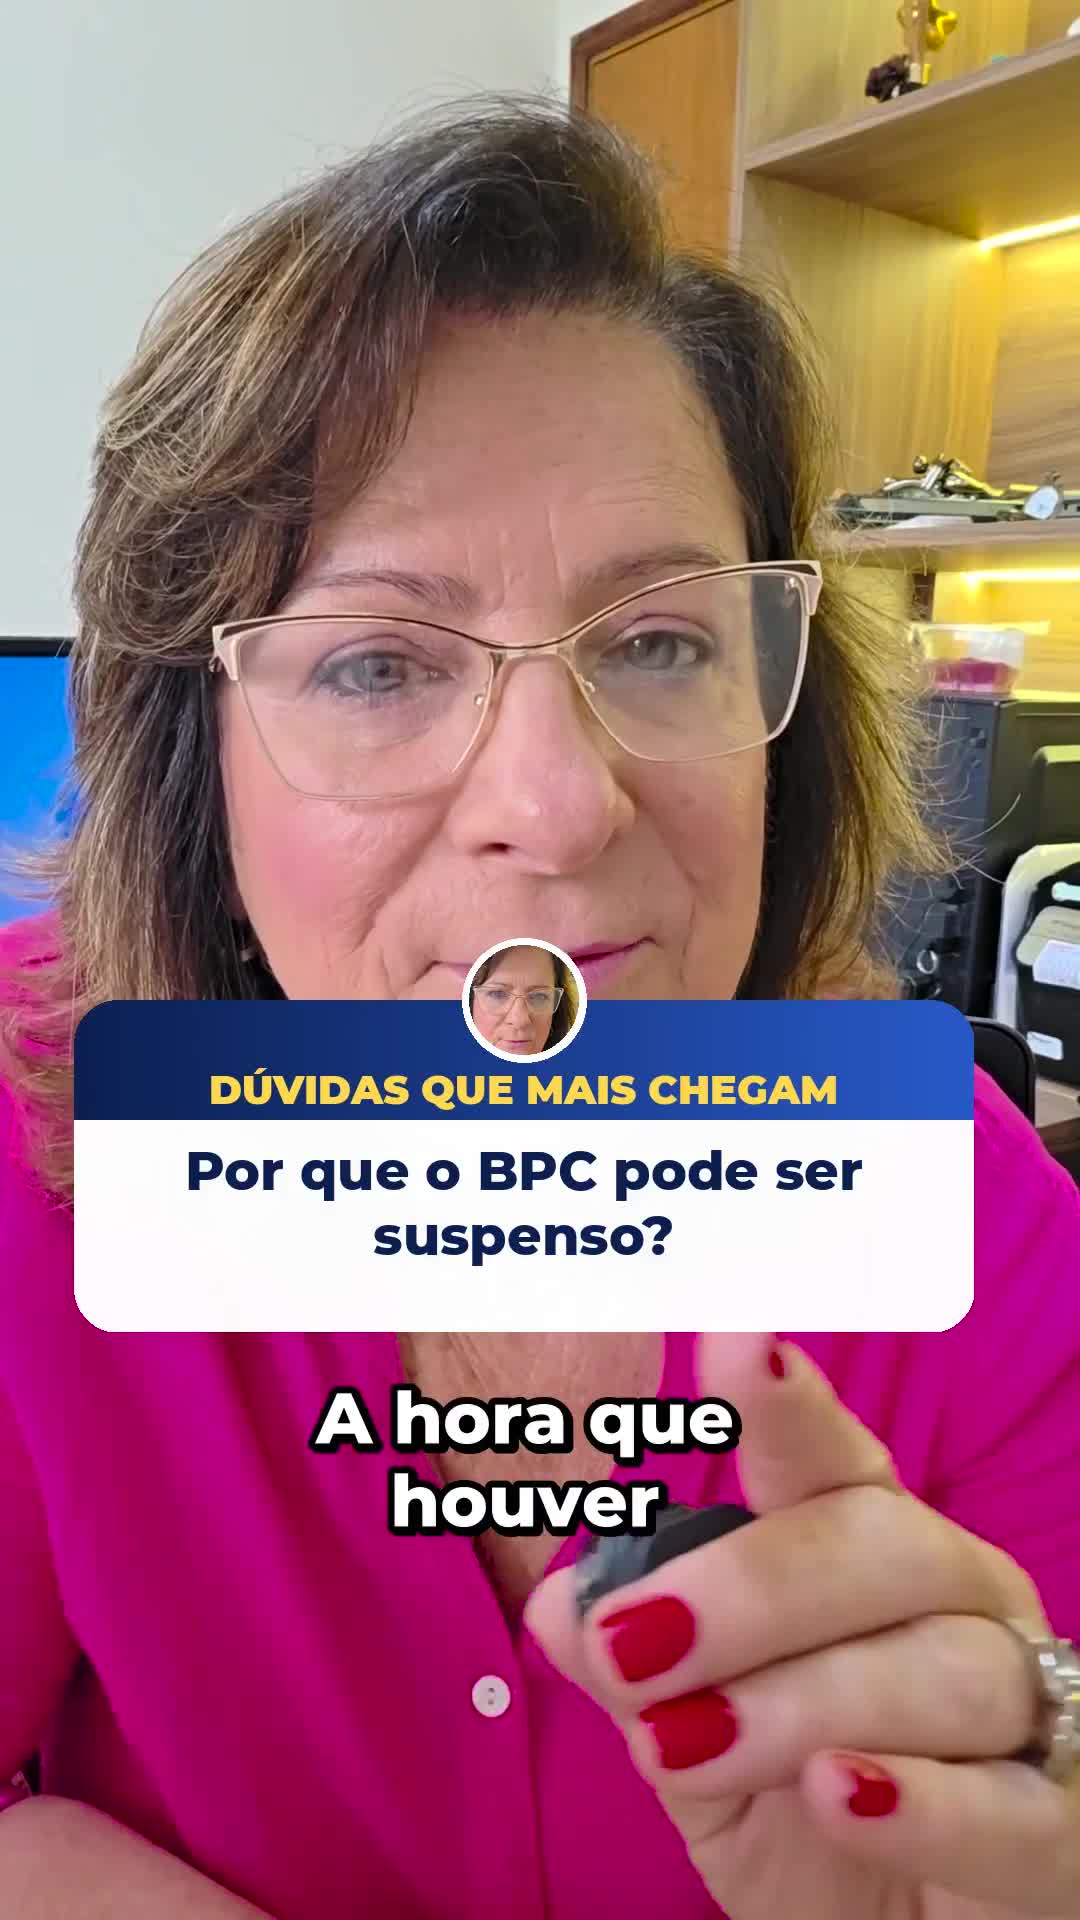 DÚVIDAS QUE MAIS CHEGAM
Por que o BPC pode ser
suspenso?
A hora que
houver